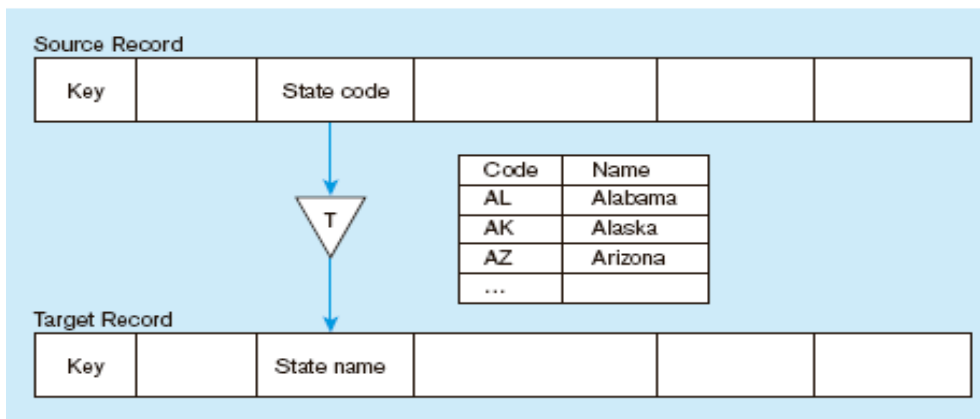 Source Record
Key State code
Code Name
AL Alabama
T
AK Alaska
AZ Arizona
...
Target Record
Key State name